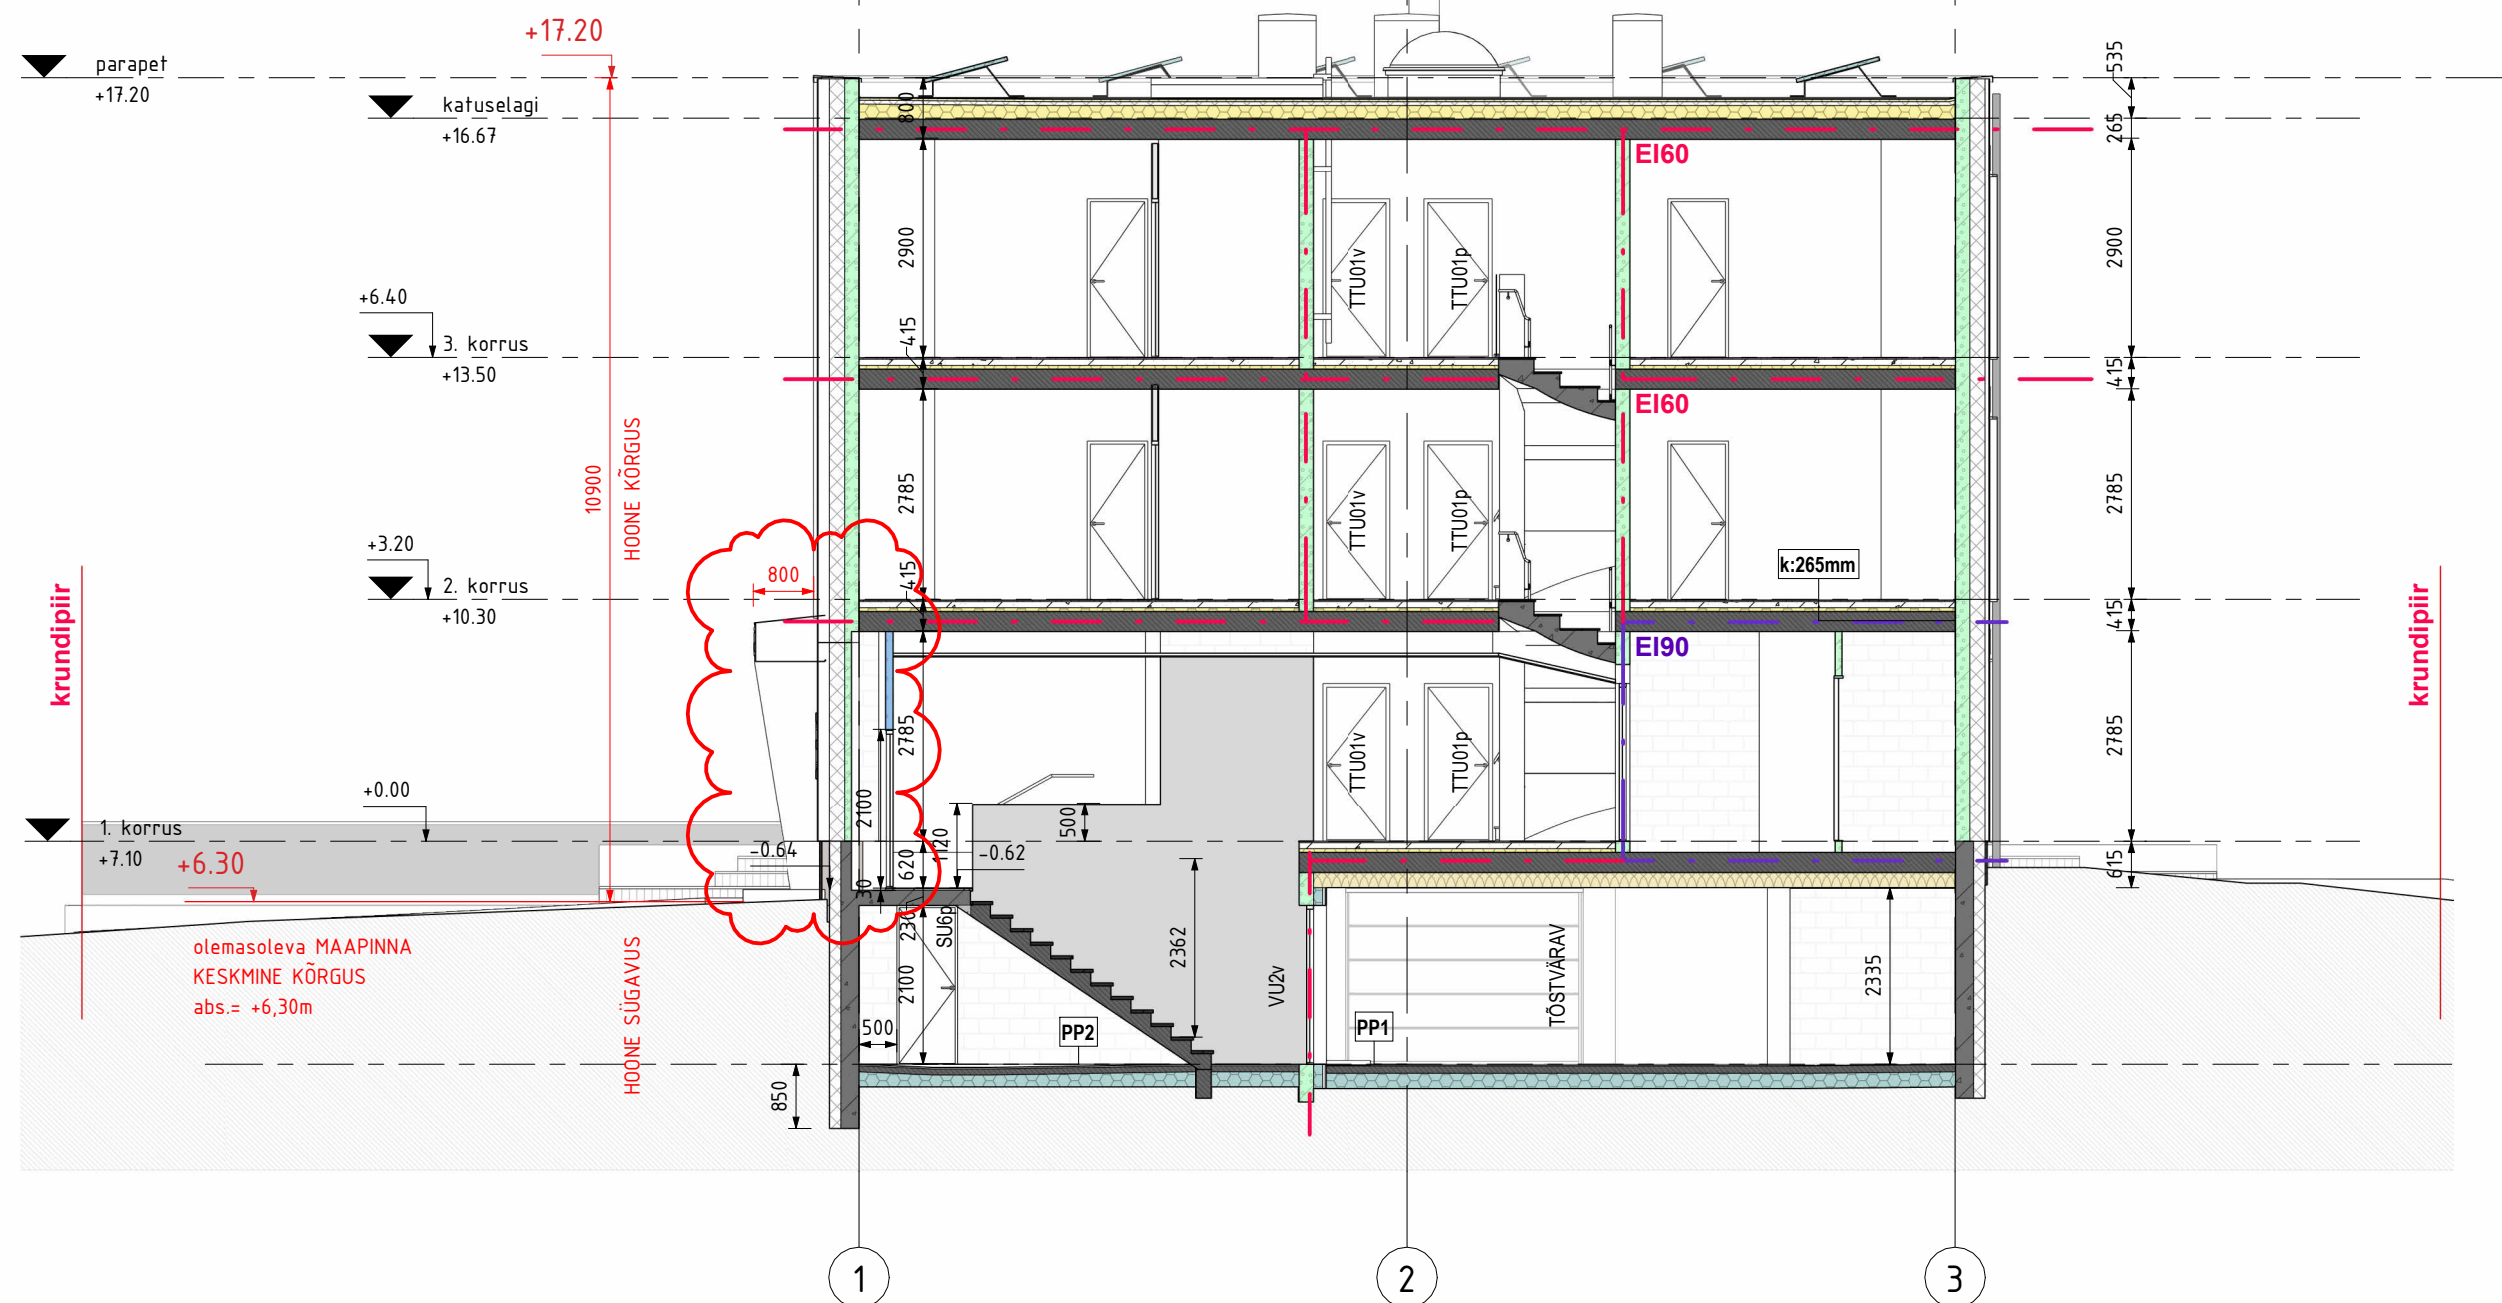 +17.20
parapet
+17.20
katuselagi
+16.67
800
535
265
EI60
2900
2900
TTU01v
TTU01p
+6.40
3. korrus
+13.50
415
415
EI60
10900
HOONE KÕRGUS
2785
2785
TTU01v
TTU01p
+3.20
2. korrus
+10.30
800
415
415
k:265mm
EI90
krundipiir
krundipiir
2785
2785
TTU01v
TTU01p
2100
+0.00
1. korrus
+7.10
+6.30
-0.64
620
1120
-0.62
500
615
30
230
SU6p
2362
2100
VU2v
TÕSTVÄRAV
2335
olemasoleva MAAPINNA
KESKMINE KÕRGUS
abs.= +6,30m
HOONE SÜGAVUS
500
PP2
PP1
850
1
2
3